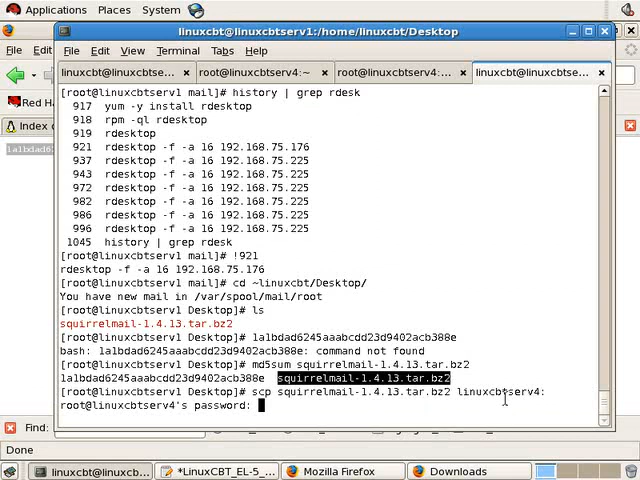 Applications Places System
linuxcbt@linuxcbtserv1:/home/linuxcbt/Desktop
File Edit View Terminal Tabs Help
linuxcbt@linuxcbtse... root@linuxcbtserv4:~ root@linuxcbtserv4:... linuxcbt@linuxcbtse...
[root@linuxcbtserv1 mail]# history | grep rdesk
917 yum -y install rdesktop
918 rpm -ql rdesktop
919 rdesktop
921 rdesktop -f -a 16 192.168.75.176
937 rdesktop -f -a 16 192.168.75.225
943 rdesktop -f -a 16 192.168.75.225
972 rdesktop -f -a 16 192.168.75.225
982 rdesktop -f -a 16 192.168.75.225
986 rdesktop -f -a 16 192.168.75.225
996 rdesktop -f -a 16 192.168.75.225
1045 history | grep rdesk
[root@linuxcbtserv1 mail]# !921
rdesktop -f -a 16 192.168.75.176
[root@linuxcbtserv1 mail]# cd ~linuxcbt/Desktop/
You have new mail in /var/spool/mail/root
[root@linuxcbtserv1 Desktop]# ls
squirrelmail-1.4.13.tar.bz2
[root@linuxcbtserv1 Desktop]# 1a1bdad6245aaabcdd23d9402acb388e
bash: 1a1bdad6245aaabcdd23d9402acb388e: command not found
[root@linuxcbtserv1 Desktop]# md5sum squirrelmail-1.4.13.tar.bz2
1a1bdad6245aaabcdd23d9402acb388e squirrelmail-1.4.13.tar.bz2
[root@linuxcbtserv1 Desktop]# scp squirrelmail-1.4.13.tar.bz2 linuxcbtserv4:
root@linuxcbtserv4's password:
File Edit
Red Ha
Index o
1a1bdad6
Find:
Done
linuxcbt@linuxcb... *LinuxCBT_EL-5_... Mozilla Firefox Downloads